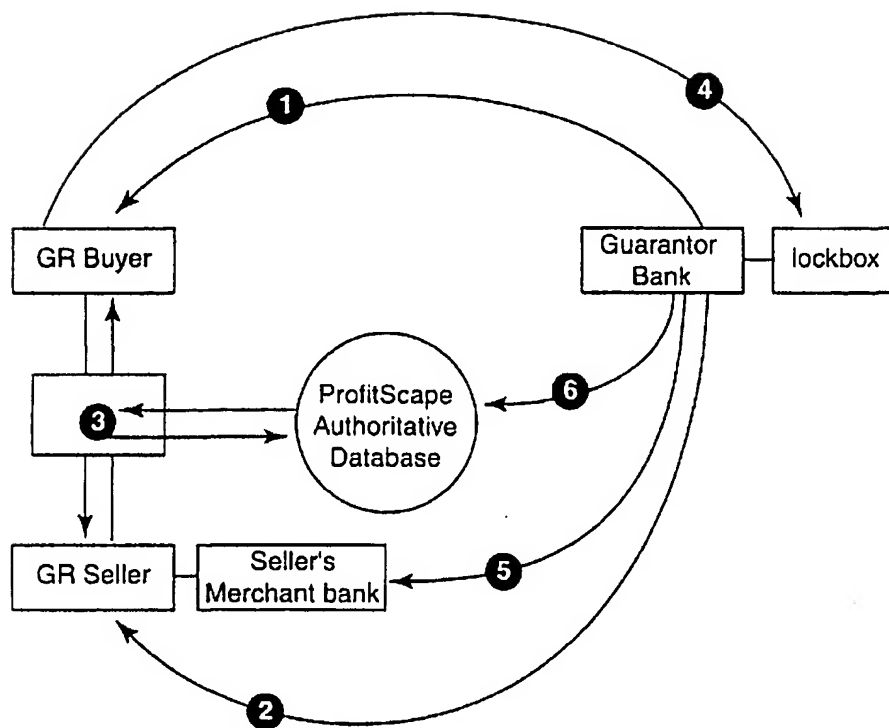 1
4
GR Buyer
Guarantor
Bank
lockbox
ProfitScape
Authoritative
Database
6
3
GR Seller
Seller's
Merchant bank
5
2